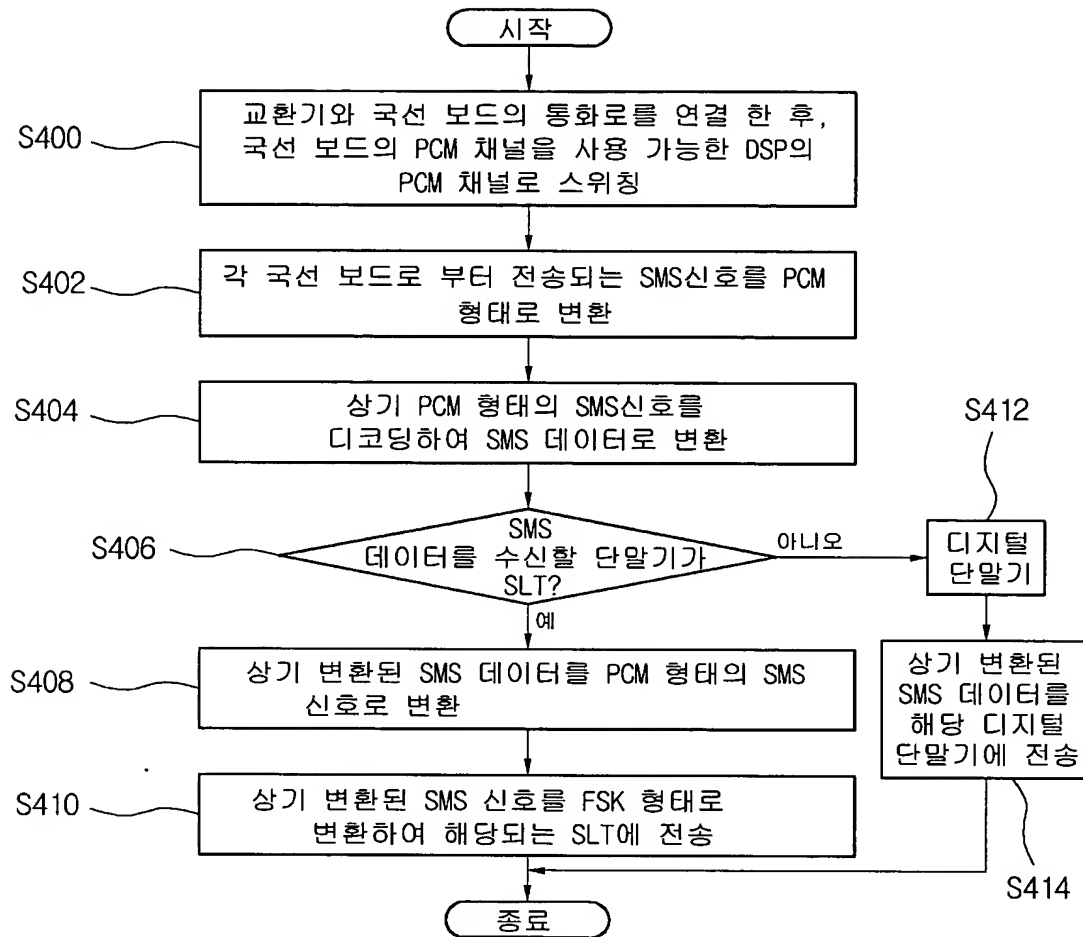 시작
S400
교환기와 국선 보드의 통화로를 연결 한 후,
국선 보드의 PCM 채널을 사용 가능한 DSP의
PCM 채널로 스위칭
S402
각 국선 보드로 부터 전송되는 SMS신호를 PCM
형태로 변환
S404
상기 PCM 형태의 SMS신호를
디코딩하여 SMS 데이터로 변환
S406
SMS
데이터를 수신할 단말기가
SLT?
아니오
예
S412
디지털
단말기
S408
상기 변환된 SMS 데이터를 PCM 형태의 SMS
신호로 변환
상기 변환된
SMS 데이터를
해당 디지털
단말기에 전송
S414
S410
상기 변환된 SMS 신호를 FSK 형태로
변환하여 해당되는 SLT에 전송
종료